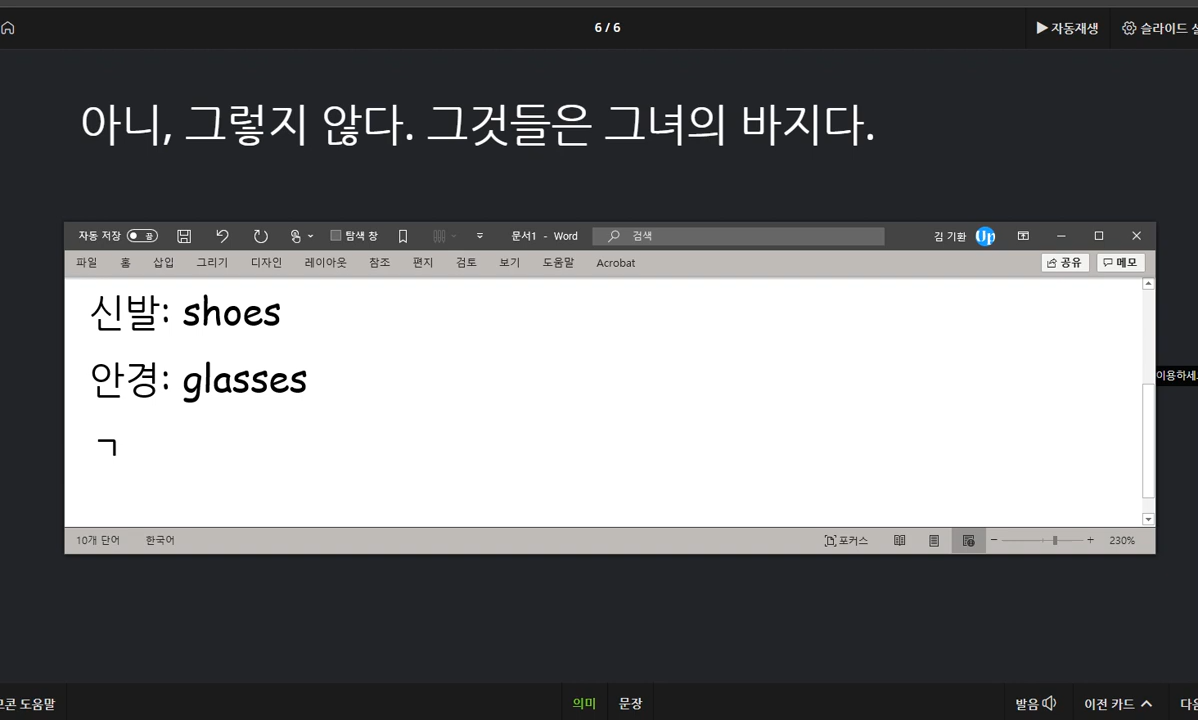 6 / 6
▶ 자동재생
슬라이드
아니, 그렇지 않다. 그것들은 그녀의 바지다.
자동 저장 끔
탐색 창
문서1 - Word
검색
김 기환
Up
파일 홈 삽입 그리기 디자인 레이아웃 참조 편지 검토 보기 도움말 Acrobat
공유 메모
신발: shoes
안경: glasses
ㄱ
이용하세
10개 단어 한국어
포커스
- + 230%
도움말
의미 문장
발음
이전 카드